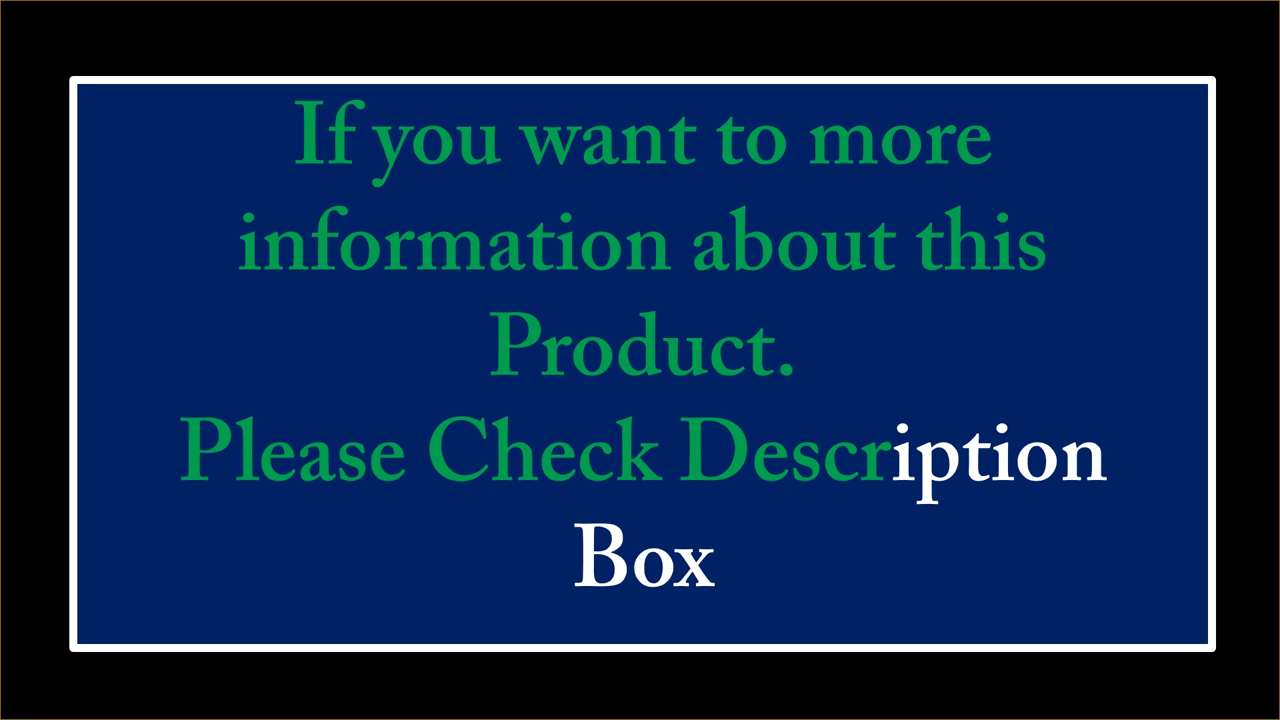 If you want to more
information about this
Product.
Please Check Description
Box